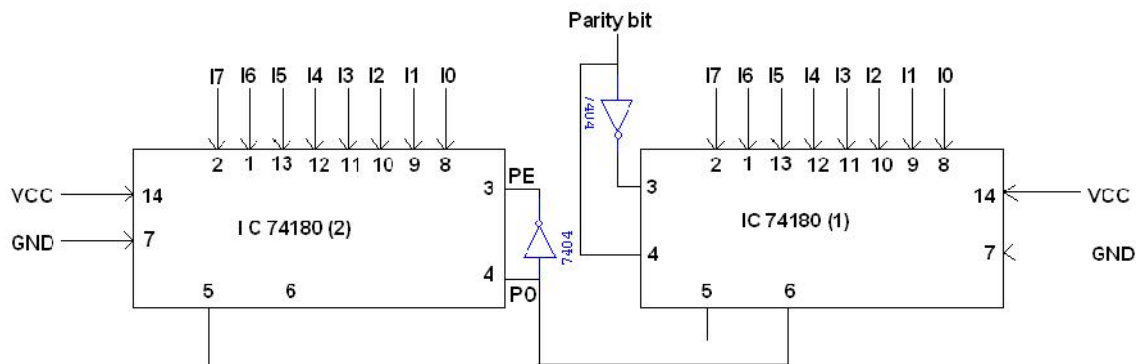 Parity bit
I7 I6 I5 I4 I3 I2 I1 I0
I7 I6 I5 I4 I3 I2 I1 I0
7404
2 1 13 12 11 10 9 8
2 1 13 12 11 10 9 8
VCC
14
3
PE
3
14
VCC
I C 74180 (2)
IC 74180 (1)
GND
7
7404
4
7
GND
4
PO
5 6
5 6